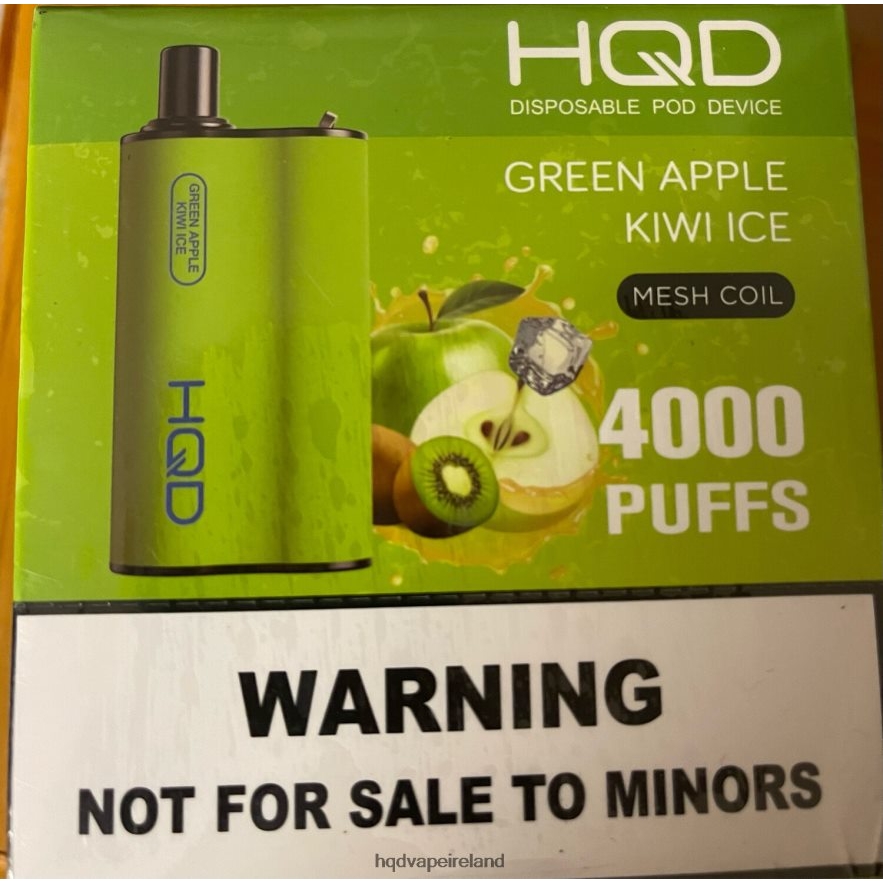 HQD
DISPOSABLE POD DEVICE
GREEN APPLE
KIWI ICE
MESH COIL
4000
PUFFS
GREEN APPLE
KIWI ICE
HQD
WARNING
NOT FOR SALE TO MINORS
hqdvapeireland